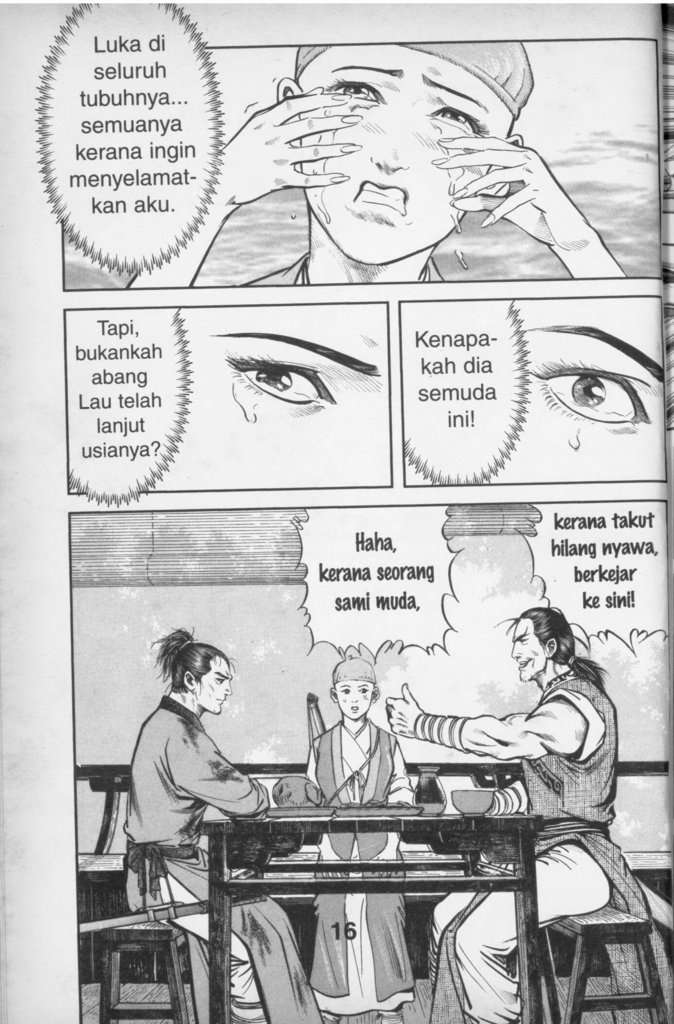 Luka di
seluruh
tubuhnya...
semuanya
kerana ingin
menyelamat-
kan aku.
Tapi,
bukankah
abang
Lau telah
lanjut
usianya?
Kenapa-
kah dia
semuda
ini!
Haha,
kerana seorang
sami muda,
kerana takut
hilang nyawa,
berkejar
ke sini!
16